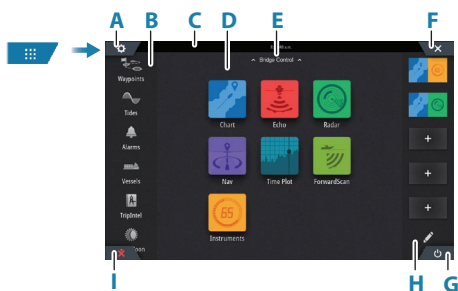 A B C D E F
Bridge Control
Waypoints
Tides
Alarms
Vessels
TripIntel
Chart Echo Radar
Nav Time Plot ForwardScan
65
Instruments
+
+
+
I H G